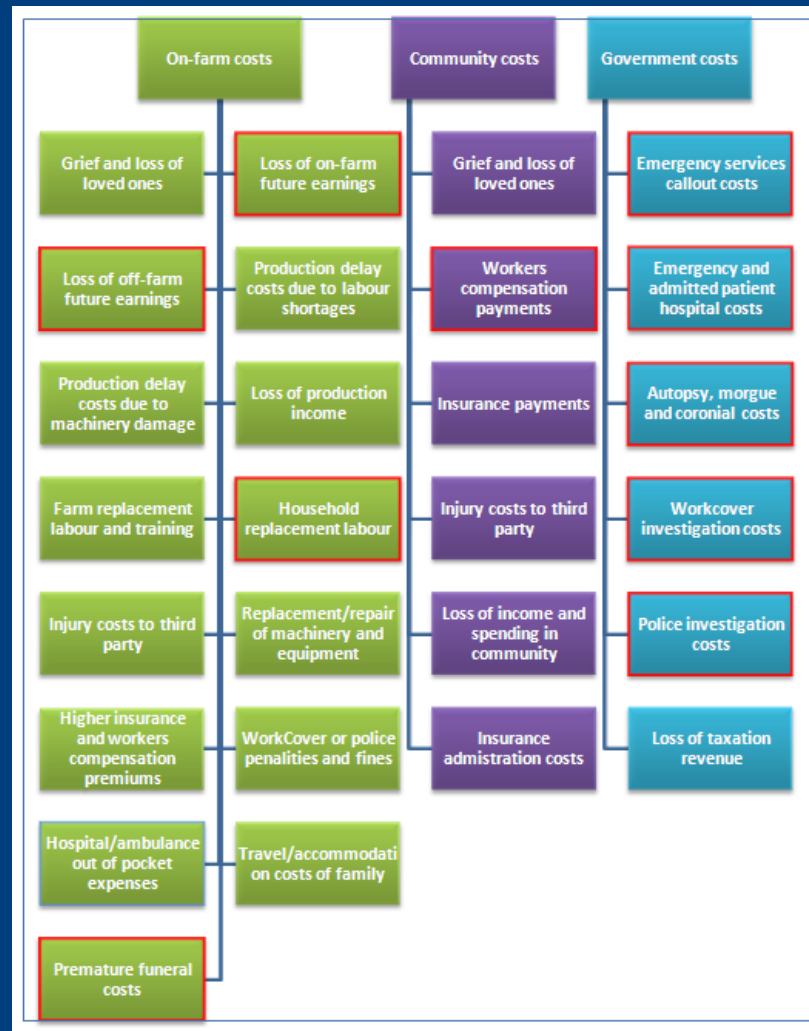 On-farm costs
Community costs
Government costs
Grief and loss of
loved ones
Loss of on-farm
future earnings
Grief and loss of
loved ones
Emergency services
callout costs
Loss of off-farm
future earnings
Production delay
costs due to labour
shortages
Workers
compensation
payments
Emergency and
admitted patient
hospital costs
Production delay
costs due to
machinery damage
Loss of production
income
Insurance payments
Autopsy, morgue
and coronial costs
Farm replacement
labour and training
Household
replacement labour
Injury costs to third
party
Workcover
investigation costs
Injury costs to third
party
Replacement/repair
of machinery and
equipment
Loss of income and
spending in
community
Police investigation
costs
Higher insurance
and workers
compensation
premiums
WorkCover or police
penalities and fines
Insurance
admistration costs
Loss of taxation
revenue
Hospital/ambulance
out of pocket
expenses
Travel/accommodati
on costs of family
Premature funeral
costs